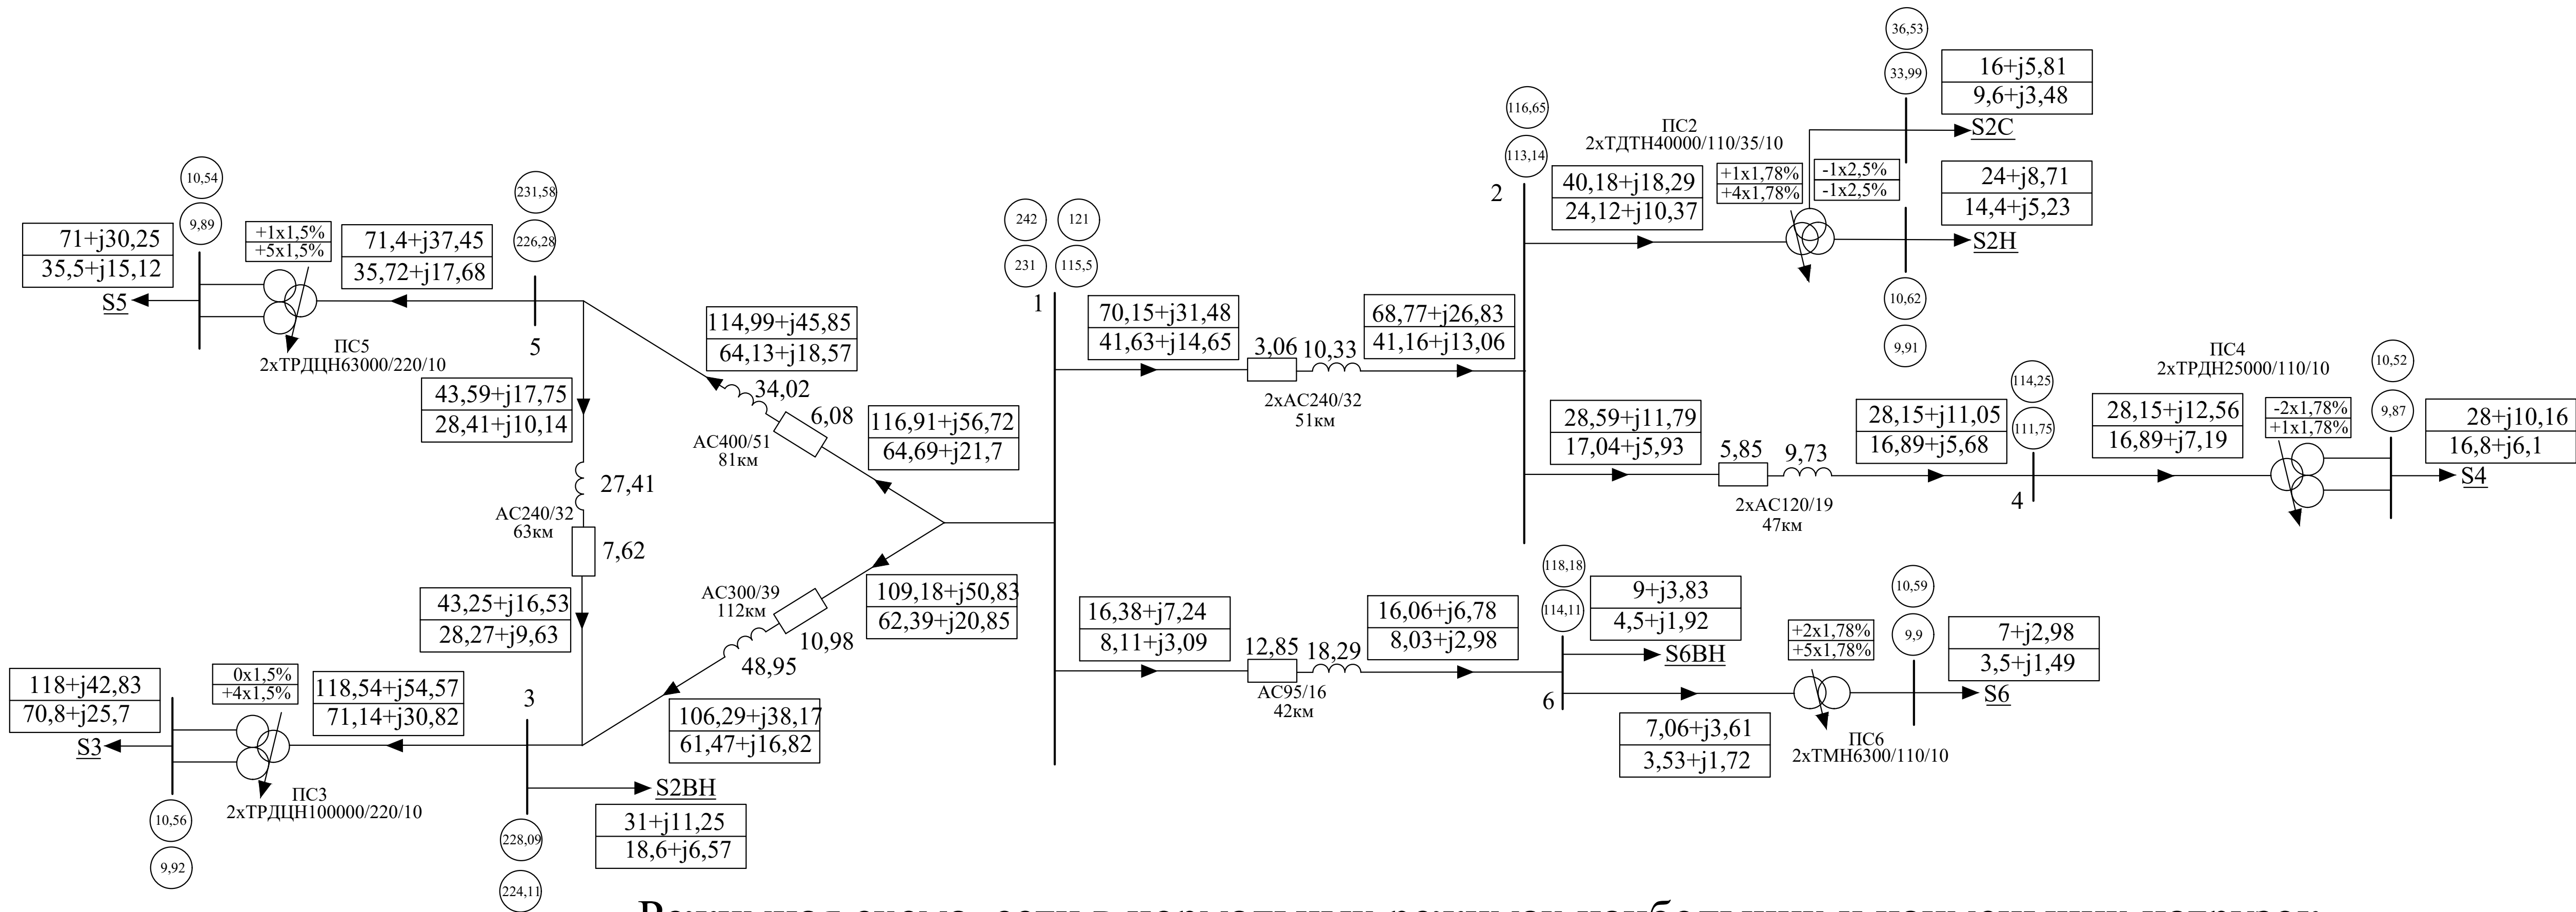 10,54
9,89
71+j30,25
35,5+j15,12
S5
+1x1,5%
+5x1,5%
71,4+j37,45
35,72+j17,68
231,58
226,28
5
ПС5
2хТРДЦН63000/220/10
43,59+j17,75
28,41+j10,14
27,41
АС240/32
63км
7,62
43,25+j16,53
28,27+j9,63
118+j42,83
70,8+j25,7
S3
0x1,5%
+4x1,5%
118,54+j54,57
71,14+j30,82
3
10,56
9,92
ПС3
2хТРДЦН100000/220/10
S2ВН
31+j11,25
18,6+j6,57
228,09
224,11
114,99+j45,85
64,13+j18,57
34,02
6,08
АС400/51
81км
116,91+j56,72
64,69+j21,7
АС300/39
112км
10,98
48,95
109,18+j50,83
62,39+j20,85
106,29+j38,17
61,47+j16,82
242
121
231
115,5
1
70,15+j31,48
41,63+j14,65
3,06
10,33
2хАС240/32
51км
68,77+j26,83
41,16+j13,06
16,38+j7,24
8,11+j3,09
12,85
18,29
АС95/16
42км
16,06+j6,78
8,03+j2,98
116,65
113,14
2
ПС2
2хТДТН40000/110/35/10
40,18+j18,29
24,12+j10,37
+1x1,78%
+4x1,78%
-1x2,5%
-1x2,5%
36,53
33,99
16+j5,81
9,6+j3,48
S2С
24+j8,71
14,4+j5,23
S2Н
10,62
9,91
28,59+j11,79
17,04+j5,93
5,85
9,73
2хАС120/19
47км
28,15+j11,05
16,89+j5,68
114,25
111,75
4
28,15+j12,56
16,89+j7,19
ПС4
2хТРДН25000/110/10
-2x1,78%
+1x1,78%
10,52
9,87
28+j10,16
16,8+j6,1
S4
118,18
114,11
6
9+j3,83
4,5+j1,92
S6ВН
7,06+j3,61
3,53+j1,72
+2x1,78%
+5x1,78%
ПС6
2хТМН6300/110/10
10,59
9,9
7+j2,98
3,5+j1,49
S6
Режимная схема сети в нормальных режимах наибольших и наименьших нагрузок